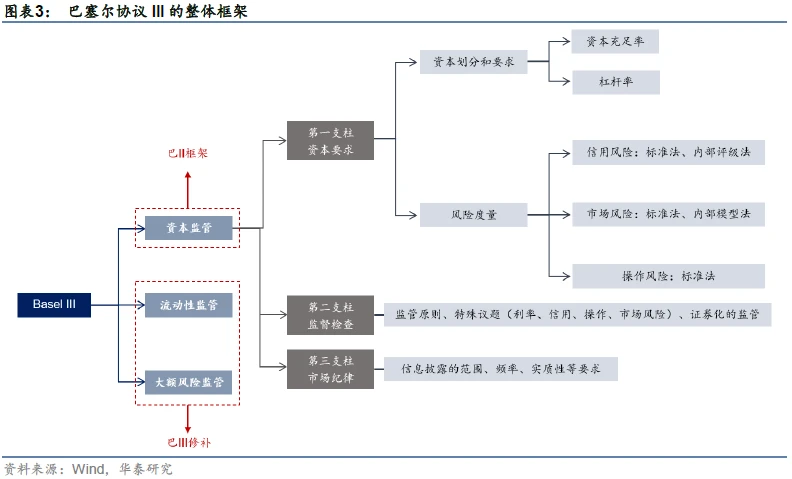 图表3： 巴塞尔协议 III 的整体框架
资本充足率
资本划分和要求
杠杆率
第一支柱
资本要求
巴II框架
信用风险：标准法、内部评级法
资本监管
风险度量
市场风险：标准法、内部模型法
操作风险：标准法
Basel III
流动性监管
第二支柱
监督检查
监管原则、特殊议题（利率、信用、操作、市场风险）、证券化的监管
大额风险监管
第三支柱
市场纪律
信息披露的范围、频率、实质性等要求
巴III修补
资料来源：Wind，华泰研究